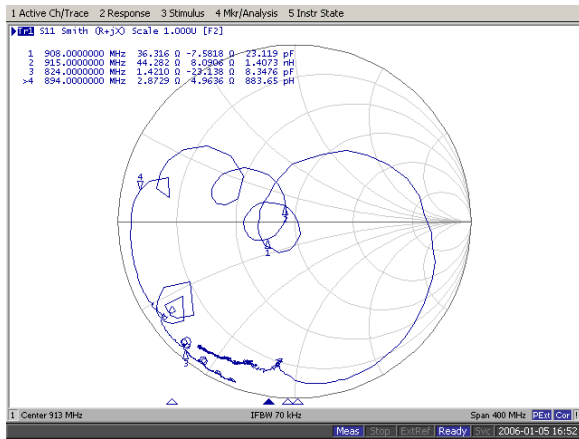 1 Active Ch/Trace 2 Response 3 Stimulus 4 Mkr/Analysis 5 Instr State
Tr1 S11 Smith (R+jX) Scale 1.000U [F2]
1 908.0000000 MHz 36.316 Ω -7.5818 Ω 23.119 pF
2 915.0000000 MHz 44.282 Ω 8.0906 Ω 1.4073 nH
3 824.0000000 MHz 1.4210 Ω -23.138 Ω 8.3476 pF
>4 894.0000000 MHz 2.8729 Ω 4.9636 Ω 883.65 pH
4
1
3
1 Center 913 MHz IFBW 70 kHz Span 400 MHz PExt Cor !
Meas Stop ExtRef Ready Svc 2006-01-05 16:52